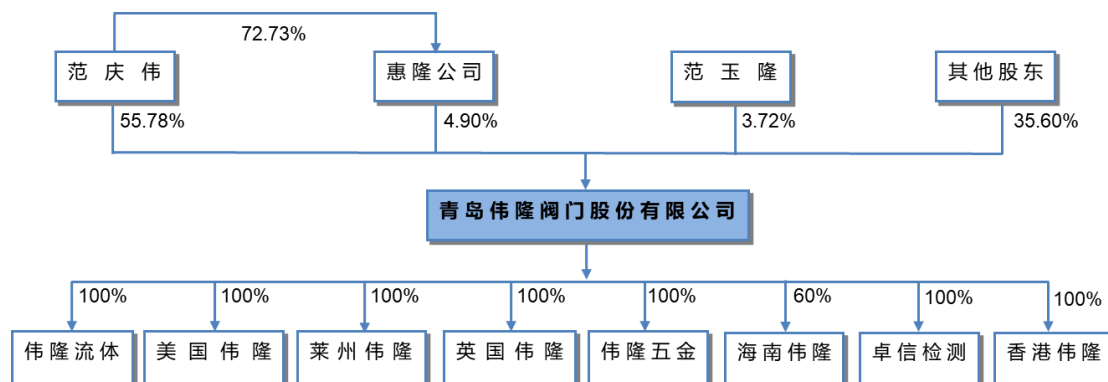 72.73%
范庆伟
惠隆公司
范玉隆
其他股东
55.78%
4.90%
3.72%
35.60%
青岛伟隆阀门股份有限公司
100%
100%
100%
100%
100%
60%
100%
100%
伟隆流体
美国伟隆
莱州伟隆
英国伟隆
伟隆五金
海南伟隆
卓信检测
香港伟隆